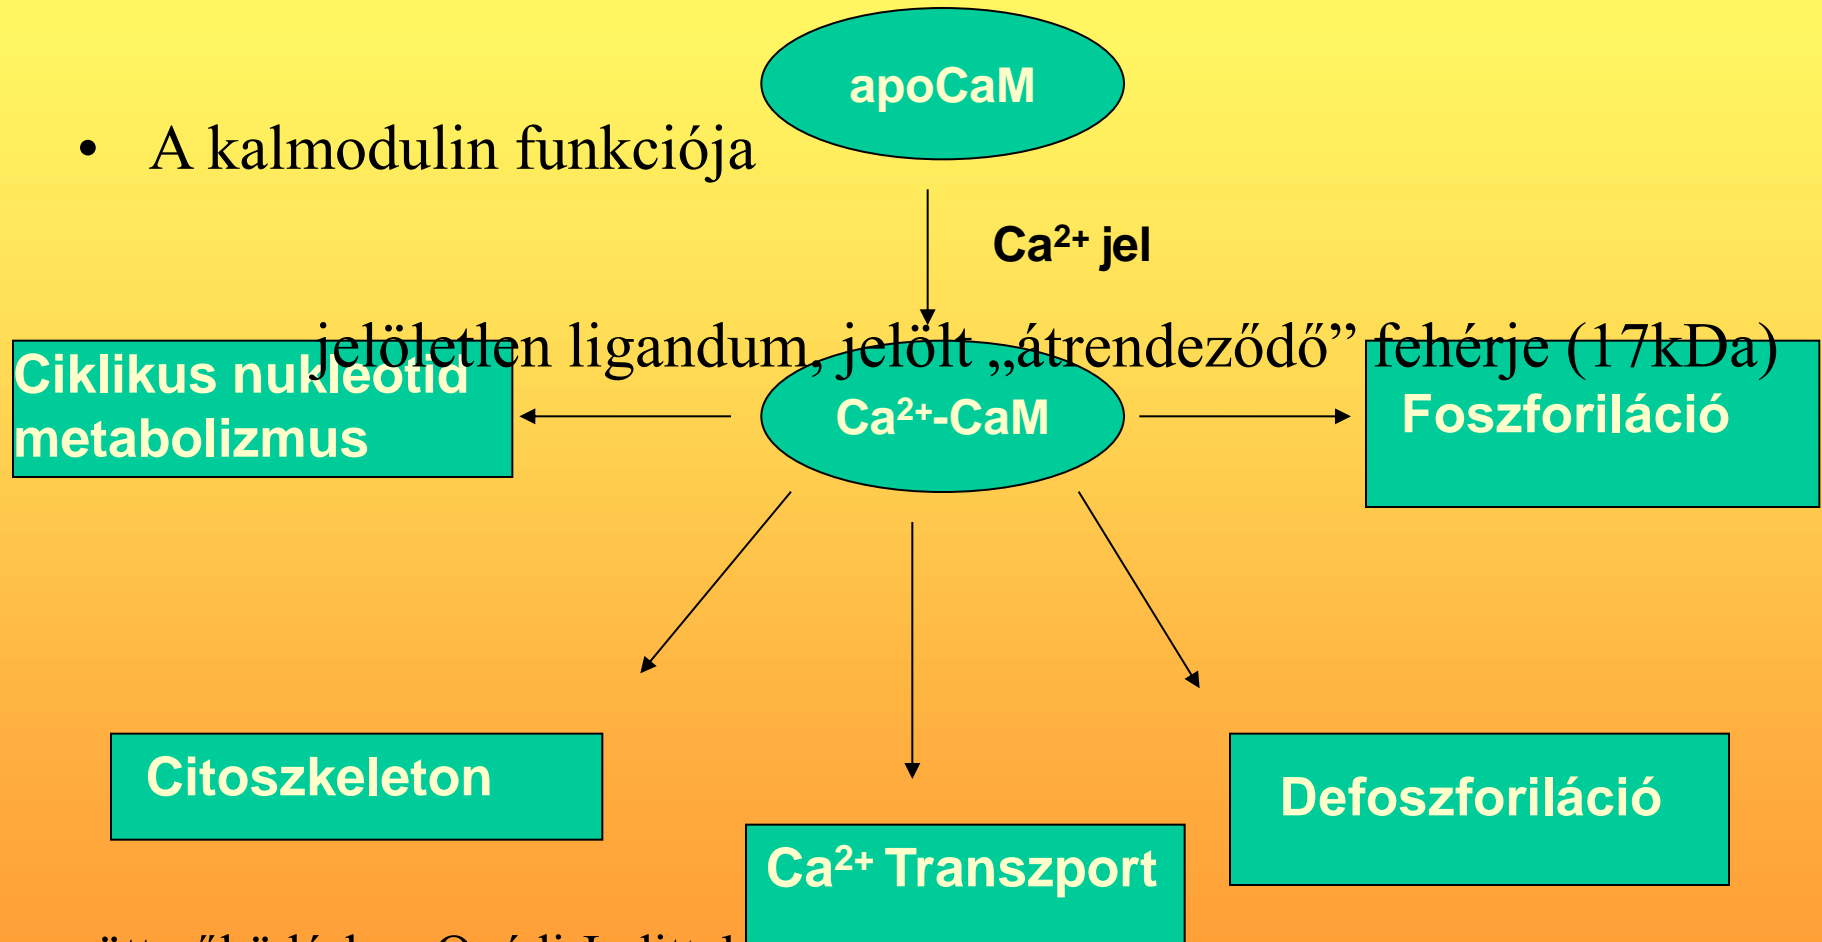 apoCaM
• A kalmodulin funkciója
Ca²⁺ jel
jelöletlen ligandum, jelölt „átrendeződő” fehérje (17kDa)
Ciklikus nukleotid
metabolizmus
Ca²⁺-CaM
Foszforiláció
Citoszkeleton
Defoszforiláció
Ca²⁺ Transzport